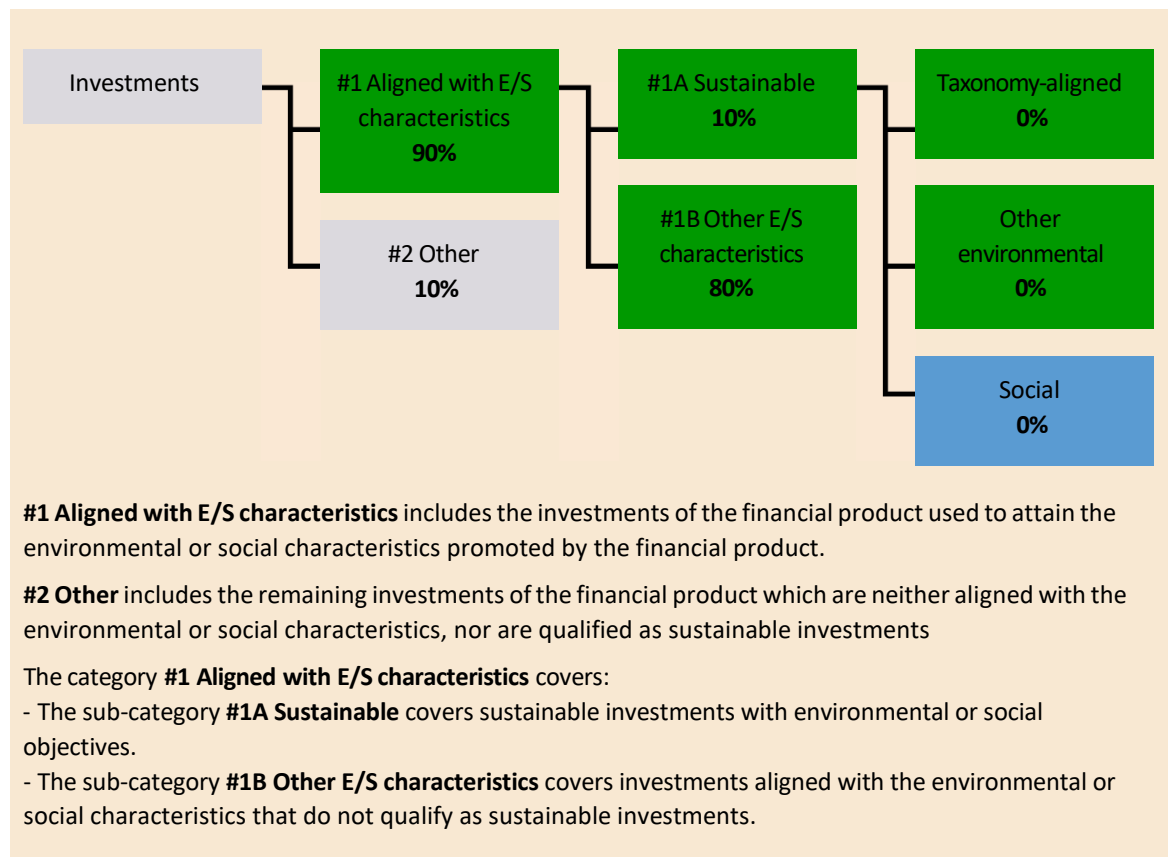 Investments
#1 Aligned with E/S
characteristics
90%
#2 Other
10%
#1A Sustainable
10%
#1B Other E/S
characteristics
80%
Taxonomy-aligned
0%
Other
environmental
0%
Social
0%
#1 Aligned with E/S characteristics includes the investments of the financial product used to attain the
environmental or social characteristics promoted by the financial product.
#2 Other includes the remaining investments of the financial product which are neither aligned with the
environmental or social characteristics, nor are qualified as sustainable investments
The category #1 Aligned with E/S characteristics covers:
- The sub-category #1A Sustainable covers sustainable investments with environmental or social
objectives.
- The sub-category #1B Other E/S characteristics covers investments aligned with the environmental or
social characteristics that do not qualify as sustainable investments.